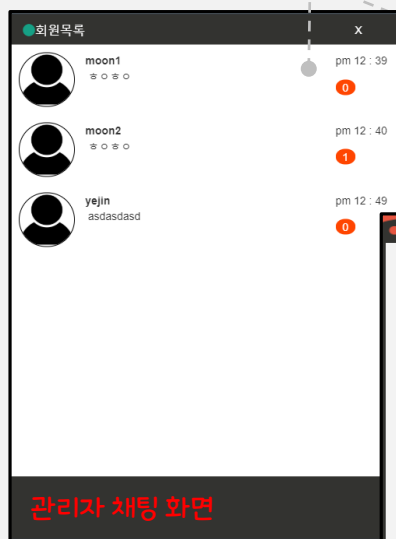 회원목록 x
moon1 pm 12 : 39
ㅎㅇㅎㅇ 0
moon2 pm 12 : 40
ㅎㅇㅎㅇ 1
yejin pm 12 : 49
asdasdasd 0
관리자 채팅 화면